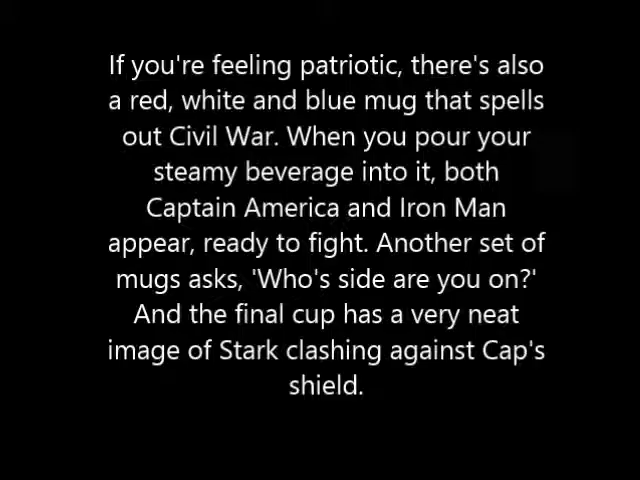 If you're feeling patriotic, there's also
a red, white and blue mug that spells
out Civil War. When you pour your
steamy beverage into it, both
Captain America and Iron Man
appear, ready to fight. Another set of
mugs asks, 'Who's side are you on?'
And the final cup has a very neat
image of Stark clashing against Cap's
shield.